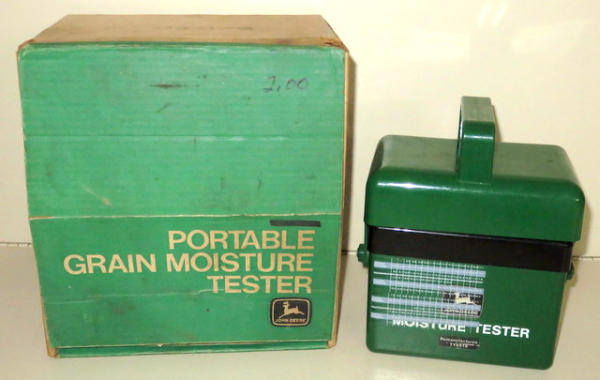 2.00
PORTABLE
GRAIN MOISTURE
TESTER
JOHN DEERE
MOISTURE TESTER